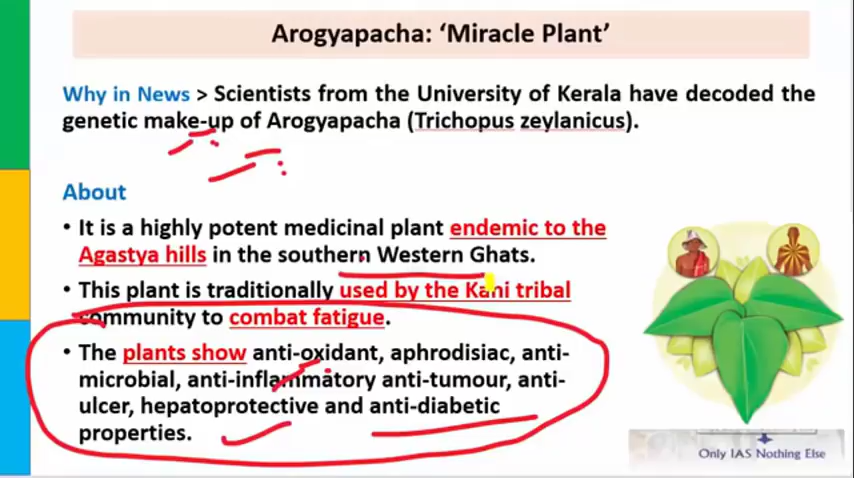 Arogyapacha: ‘Miracle Plant’
Why in News > Scientists from the University of Kerala have decoded the
genetic make-up of Arogyapacha (Trichopus zeylanicus).
About
• It is a highly potent medicinal plant endemic to the
Agastya hills in the southern Western Ghats.
• This plant is traditionally used by the Kani tribal
community to combat fatigue.
• The plants show anti-oxidant, aphrodisiac, anti-
microbial, anti-inflammatory anti-tumour, anti-
ulcer, hepatoprotective and anti-diabetic
properties.
Only IAS Nothing Else